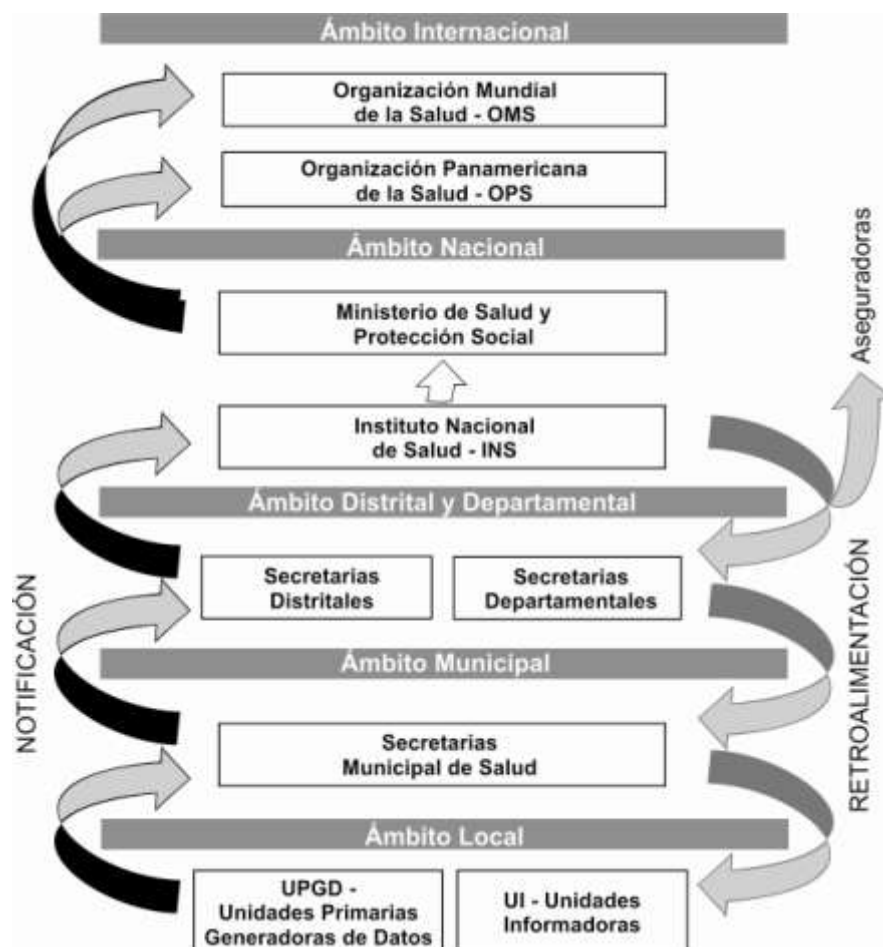 Ámbito Internacional
Organización Mundial
de la Salud - OMS
Organización Panamericana
de la Salud - OPS
Ámbito Nacional
Ministerio de Salud y
Protección Social
Aseguradoras
Instituto Nacional
de Salud - INS
Ámbito Distrital y Departamental
Secretarias
Distritales
Secretarias
Departamentales
NOTIFICACIÓN
RETROALIMENTACIÓN
Ámbito Municipal
Secretarias
Municipal de Salud
Ámbito Local
UPGD -
Unidades Primarias
Generadoras de Datos
UI - Unidades
Informadoras